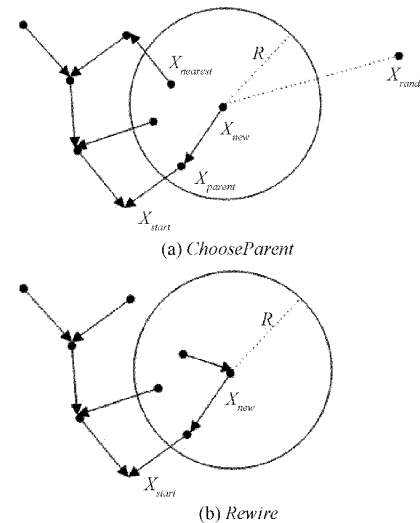 R
X_nearest
X_rand
X_new
X_parent
X_start
(a) ChooseParent
R
X_new
X_start
(b) Rewire